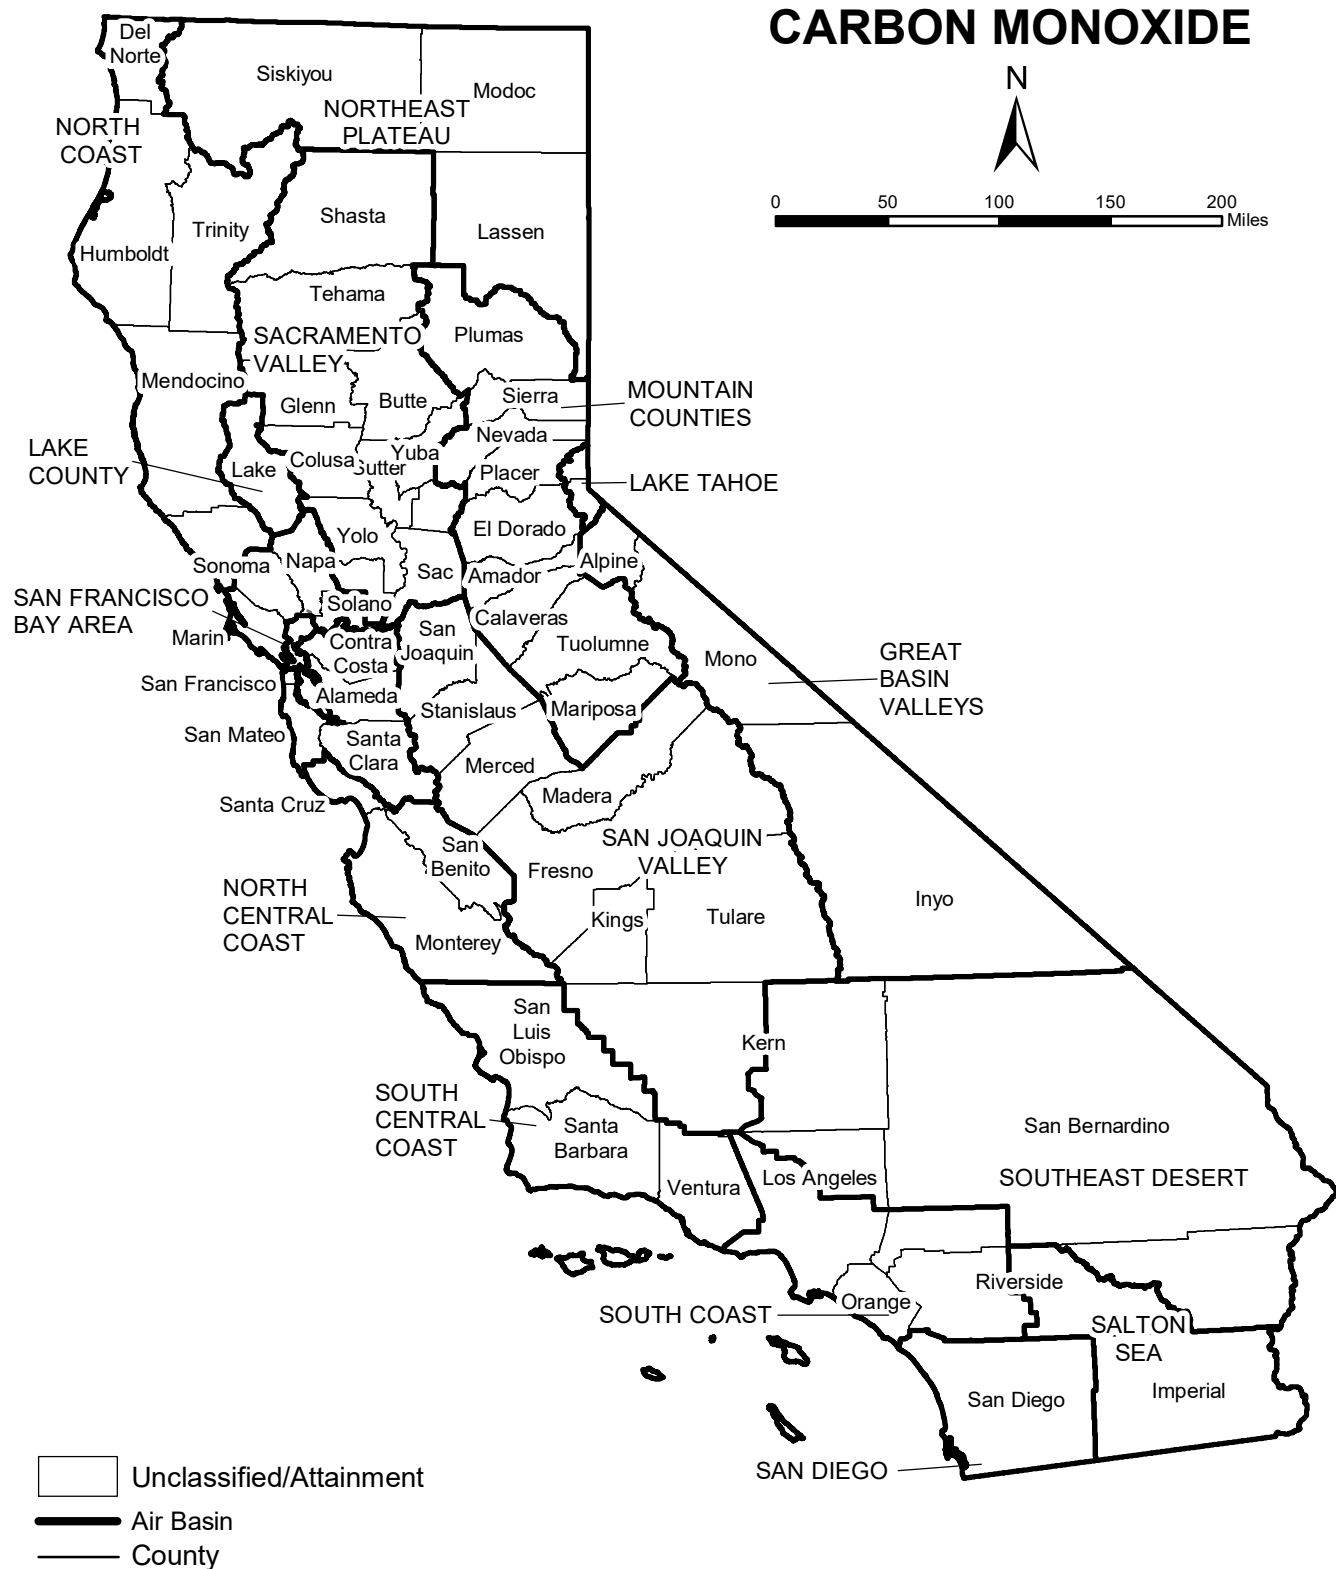 CARBON MONOXIDE
N
0 50 100 150 200
Miles
Del
Norte
Siskiyou
Modoc
NORTHEAST
PLATEAU
NORTH
COAST
Shasta
Trinity
Lassen
Humboldt
Tehama
SACRAMENTO
VALLEY
Plumas
Mendocino
Glenn
Butte
Sierra
MOUNTAIN
COUNTIES
Nevada
LAKE
COUNTY
Lake
Colusa
Sutter
Yuba
Placer
LAKE TAHOE
Yolo
El Dorado
Sonoma
Napa
Sac
Amador
Alpine
SAN FRANCISCO
BAY AREA
Solano
Marin
Contra
Costa
San
Joaquin
Calaveras
Tuolumne
Mono
GREAT
BASIN
VALLEYS
San Francisco
Alameda
Stanislaus
Mariposa
San Mateo
Santa
Clara
Merced
Santa Cruz
Madera
SAN JOAQUIN
VALLEY
San
Benito
Fresno
NORTH
CENTRAL
COAST
Kings
Tulare
Inyo
Monterey
San
Luis
Obispo
Kern
SOUTH
CENTRAL
COAST
Santa
Barbara
San Bernardino
Ventura
Los Angeles
SOUTHEAST DESERT
SOUTH COAST
Orange
Riverside
SALTON
SEA
San Diego
Imperial
SAN DIEGO
Unclassified/Attainment
Air Basin
County